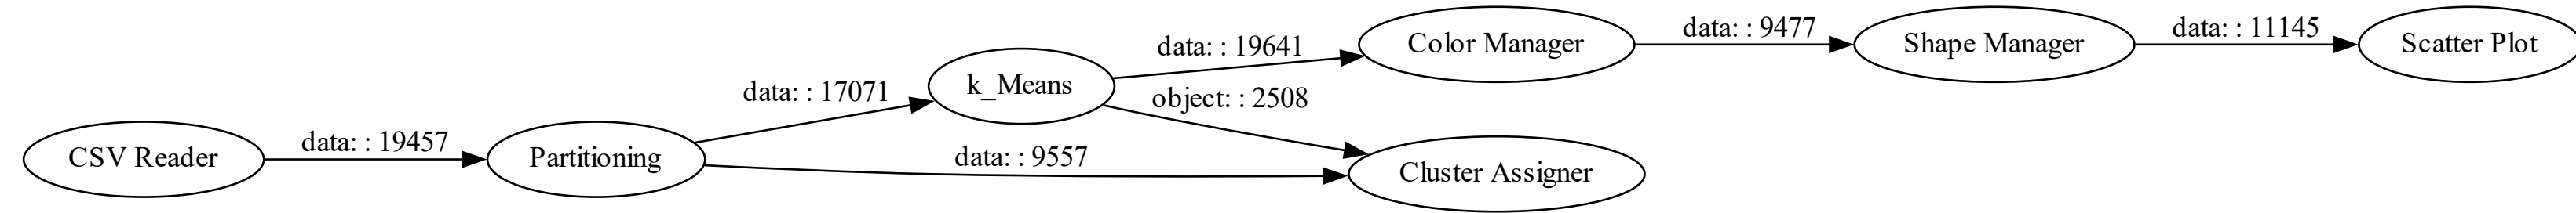 CSV Reader
data: : 19457
Partitioning
data: : 17071
data: : 9557
k_Means
data: : 19641
object: : 2508
Color Manager
Cluster Assigner
data: : 9477
Shape Manager
data: : 11145
Scatter Plot